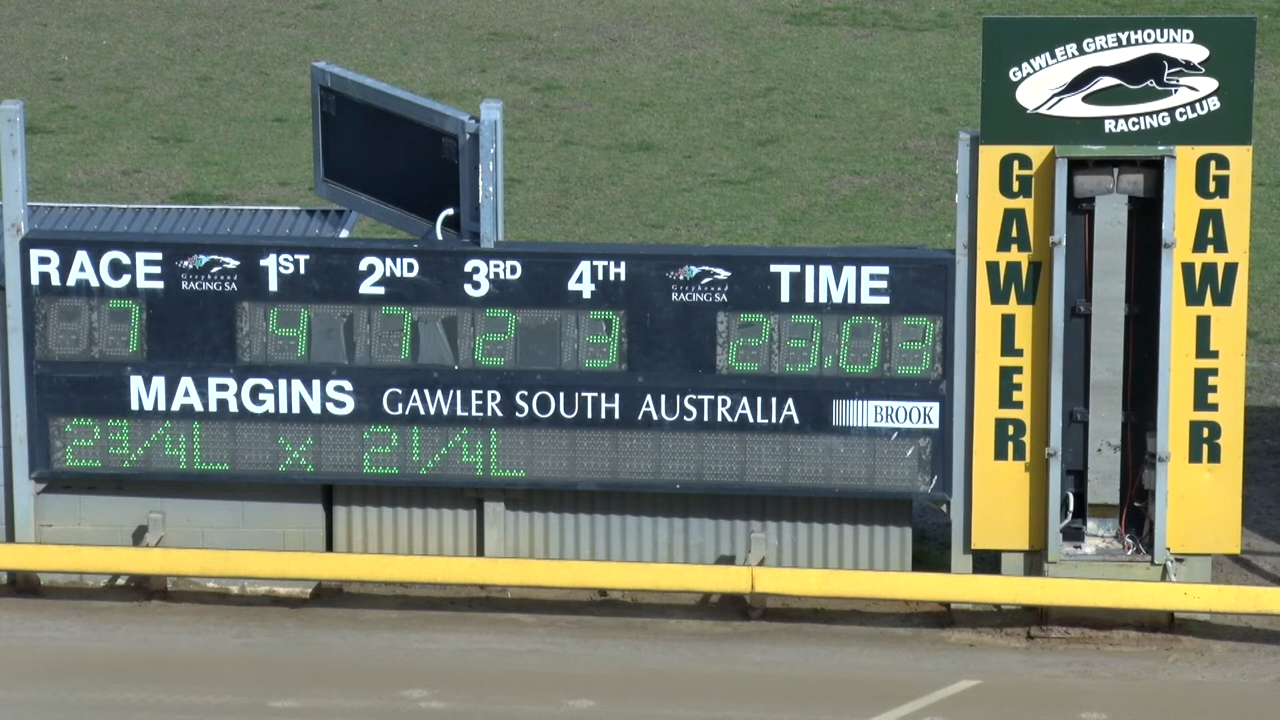 GAWLER GREYHOUND
RACING CLUB
GAWLER
GAWLER
RACE Greyhound RACING SA 1ST 2ND 3RD 4TH Greyhound RACING SA TIME
7 4 7 2 3 23.03
MARGINS GAWLER SOUTH AUSTRALIA BROOK
23/4L x 21/4L